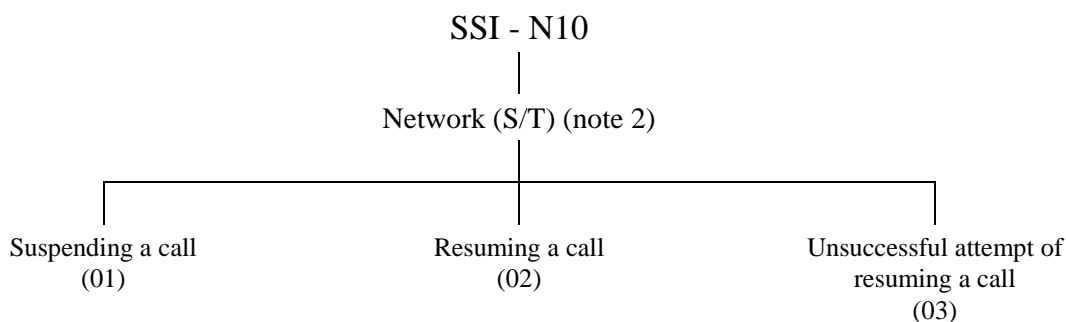 SSI - N10
Network (S/T) (note 2)
Suspending a call
(01)
Resuming a call
(02)
Unsuccessful attempt of
resuming a call
(03)